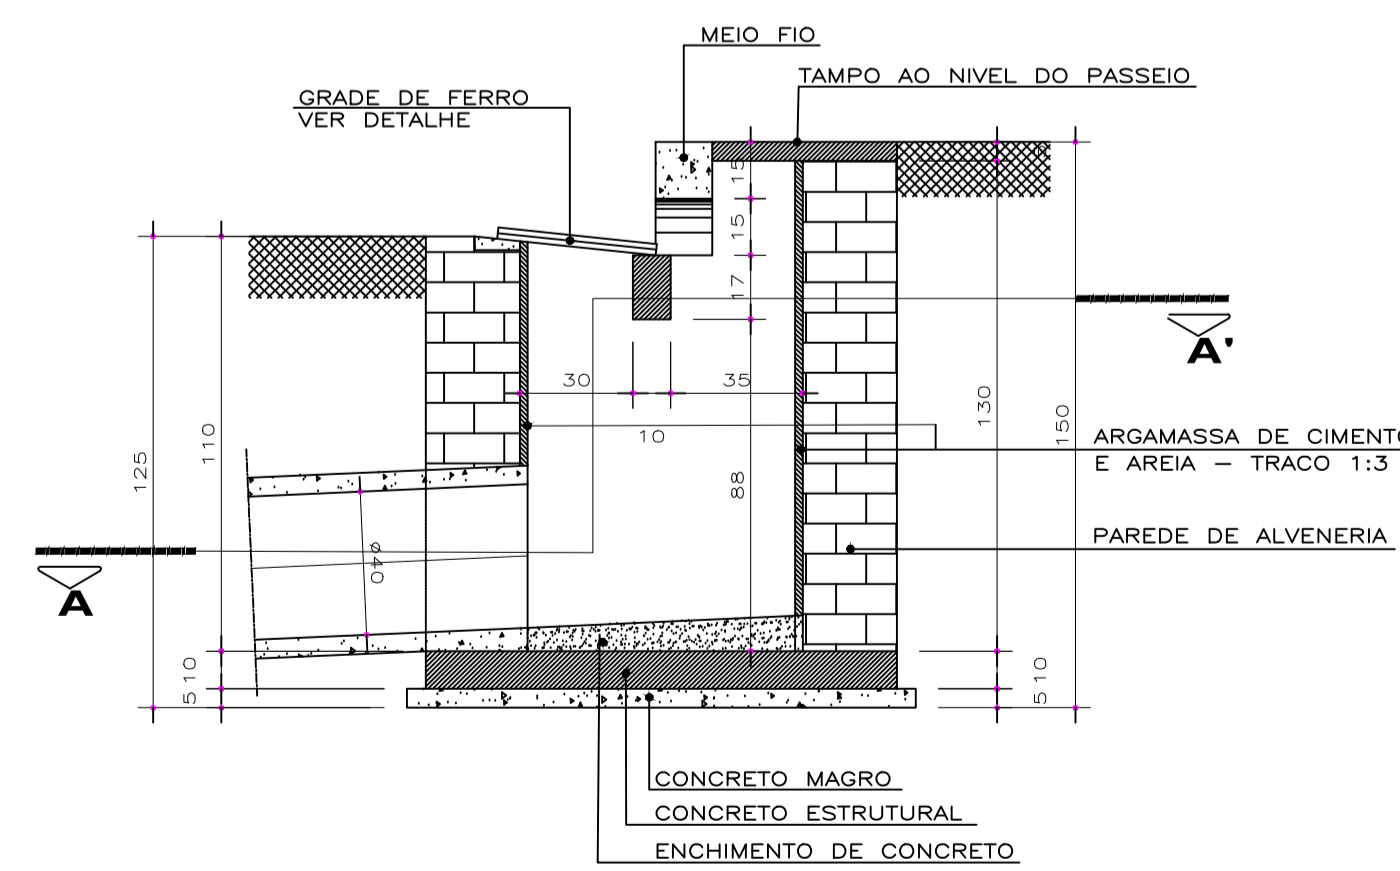 MEIO FIO
TAMPO AO NIVEL DO PASSEIO
GRADE DE FERRO
VER DETALHE
15
15
17
A'
30
35
10
130
150
110
125
88
ARGAMASSA DE CIMENTO
E AREIA – TRACO 1:3
PAREDE DE ALVENERIA
Ø40
A
5 10
5 10
CONCRETO MAGRO
CONCRETO ESTRUTURAL
ENCHIMENTO DE CONCRETO